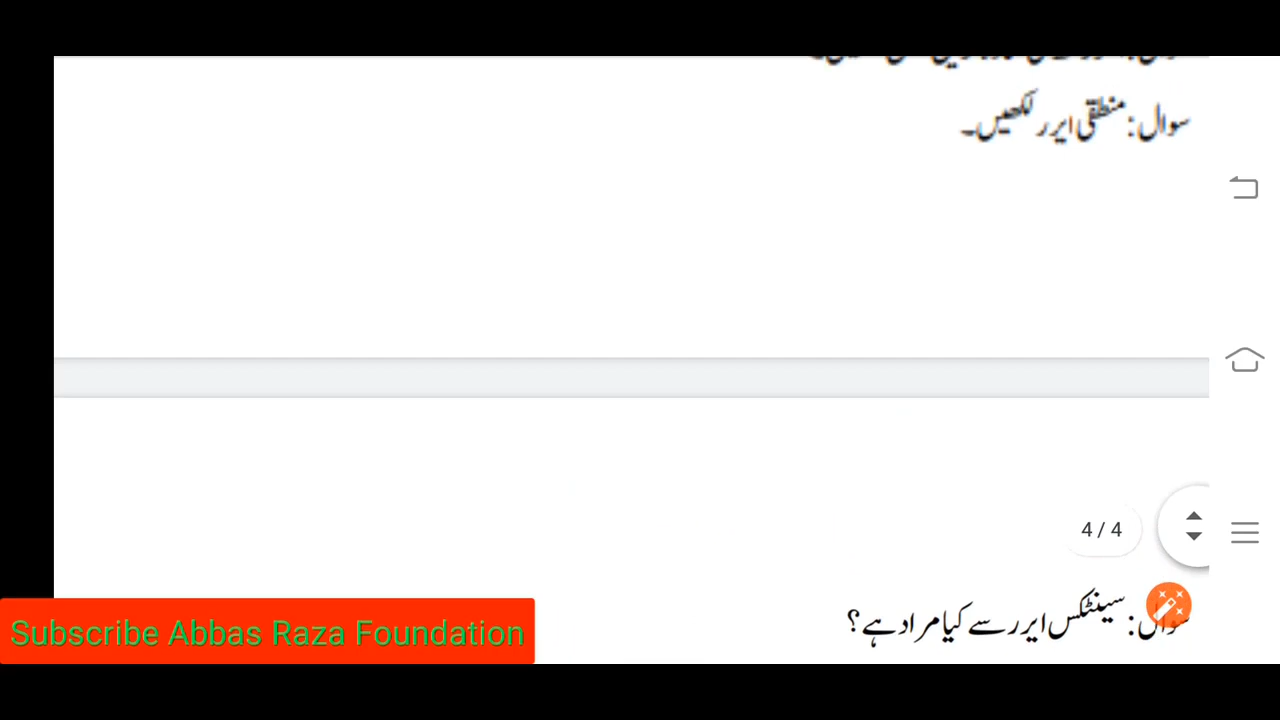 سوال: منطقی ایرر لکھیں۔
4 / 4
سوال: سینٹکس ایرر سے کیا مراد ہے؟
Subscribe Abbas Raza Foundation